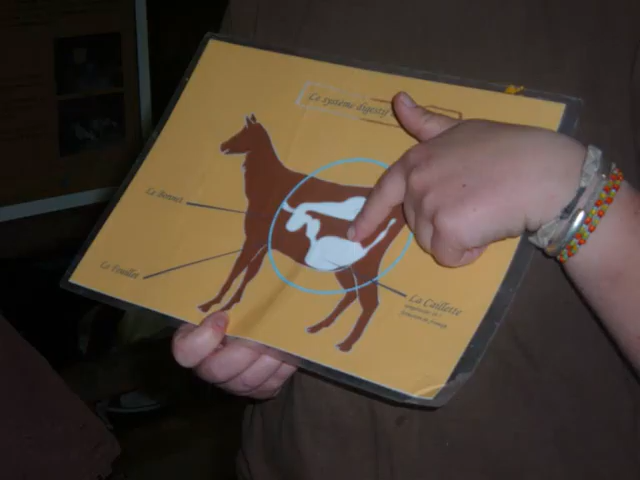 Le système digestif
Le Bonnet
Le Feuillet
La Caillette